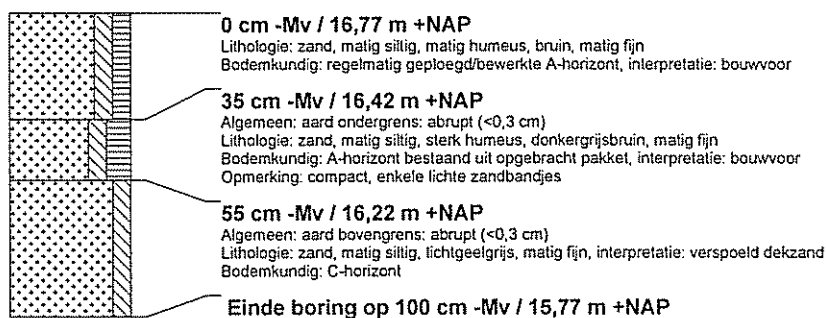 0 cm -Mv / 16,77 m +NAP
Lithologie: zand, matig siltig, matig humeus, bruin, matig fijn
Bodemkundig: regelmatig geploegd/bewerkte A-horizont, interpretatie: bouwvoor
35 cm -Mv / 16,42 m +NAP
Algemeen: aard ondergrens: abrupt (<0,3 cm)
Lithologie: zand, matig siltig, sterk humeus, donkergrijsbruin, matig fijn
Bodemkundig: A-horizont bestaand uit opgebracht pakket, interpretatie: bouwvoor
Opmerking: compact, enkele lichte zandbandjes
55 cm -Mv / 16,22 m +NAP
Algemeen: aard bovengrens: abrupt (<0,3 cm)
Lithologie: zand, matig siltig, lichtgeelgrijs, matig fijn, interpretatie: verspoeld dekzand
Bodemkundig: C-horizont
Einde boring op 100 cm -Mv / 15,77 m +NAP